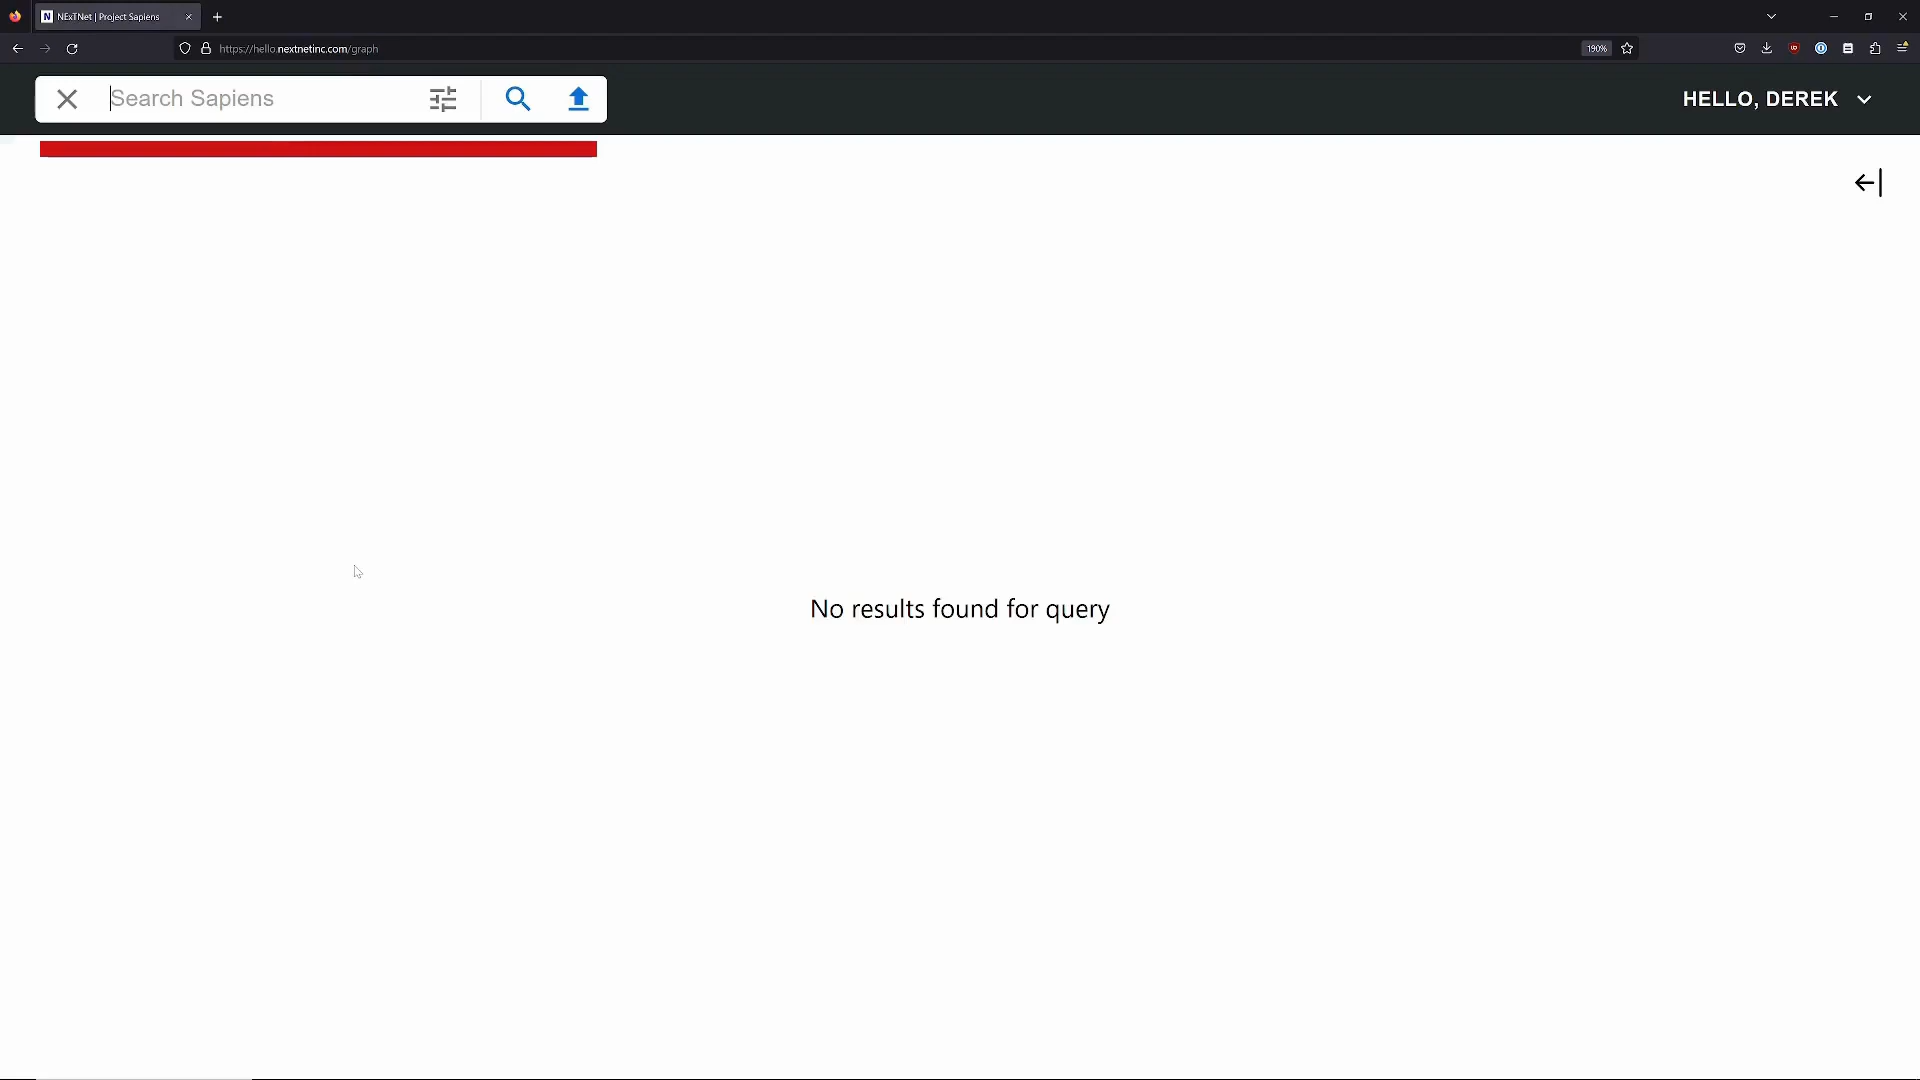 NExTNet | Project Sapiens
https://hello.nextnetinc.com/graph
190%
Search Sapiens
HELLO, DEREK
No results found for query